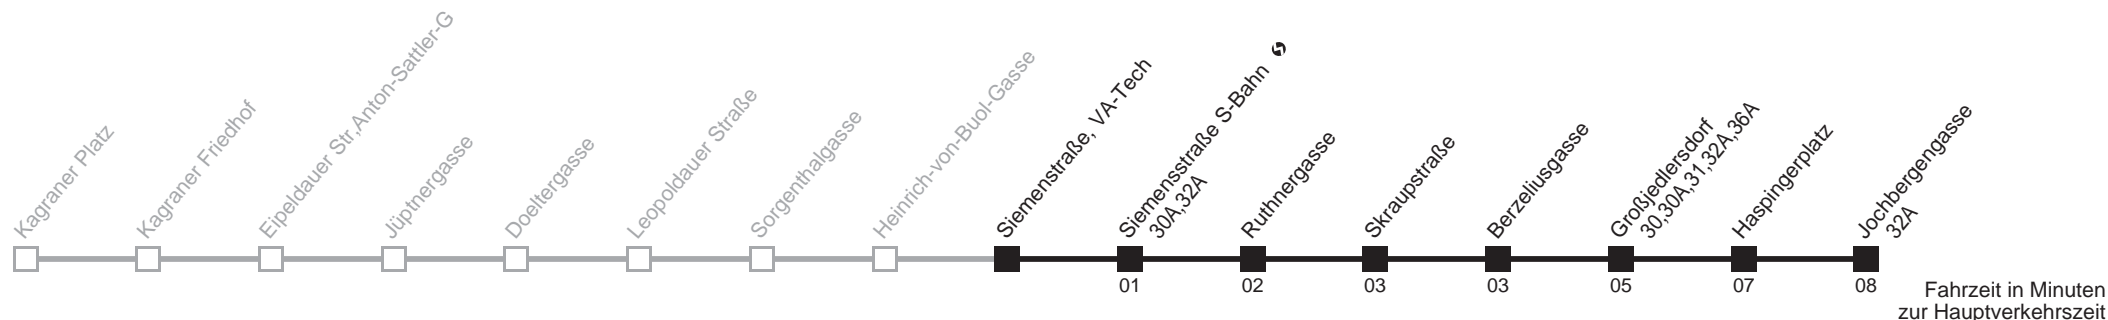 Kagraner Platz
Kagraner Friedhof
Eipeldauer Str,Anton-Sattler-G
Jüptnergasse
Doeltergasse
Leopoldauer Straße
Sorgenthalgasse
Heinrich-von-Buol-Gasse
Siemenstraße, VA-Tech
Siemensstraße S-Bahn
30A,32A
Ruthnergasse
Skraupstraße
Berzeliusgasse
Großjedlersdorf
30,30A,31,32A,36A
Haspingerplatz
Jochbergengasse
32A
01
02
03
03
05
07
08
Fahrzeit in Minuten
zur Hauptverkehrszeit